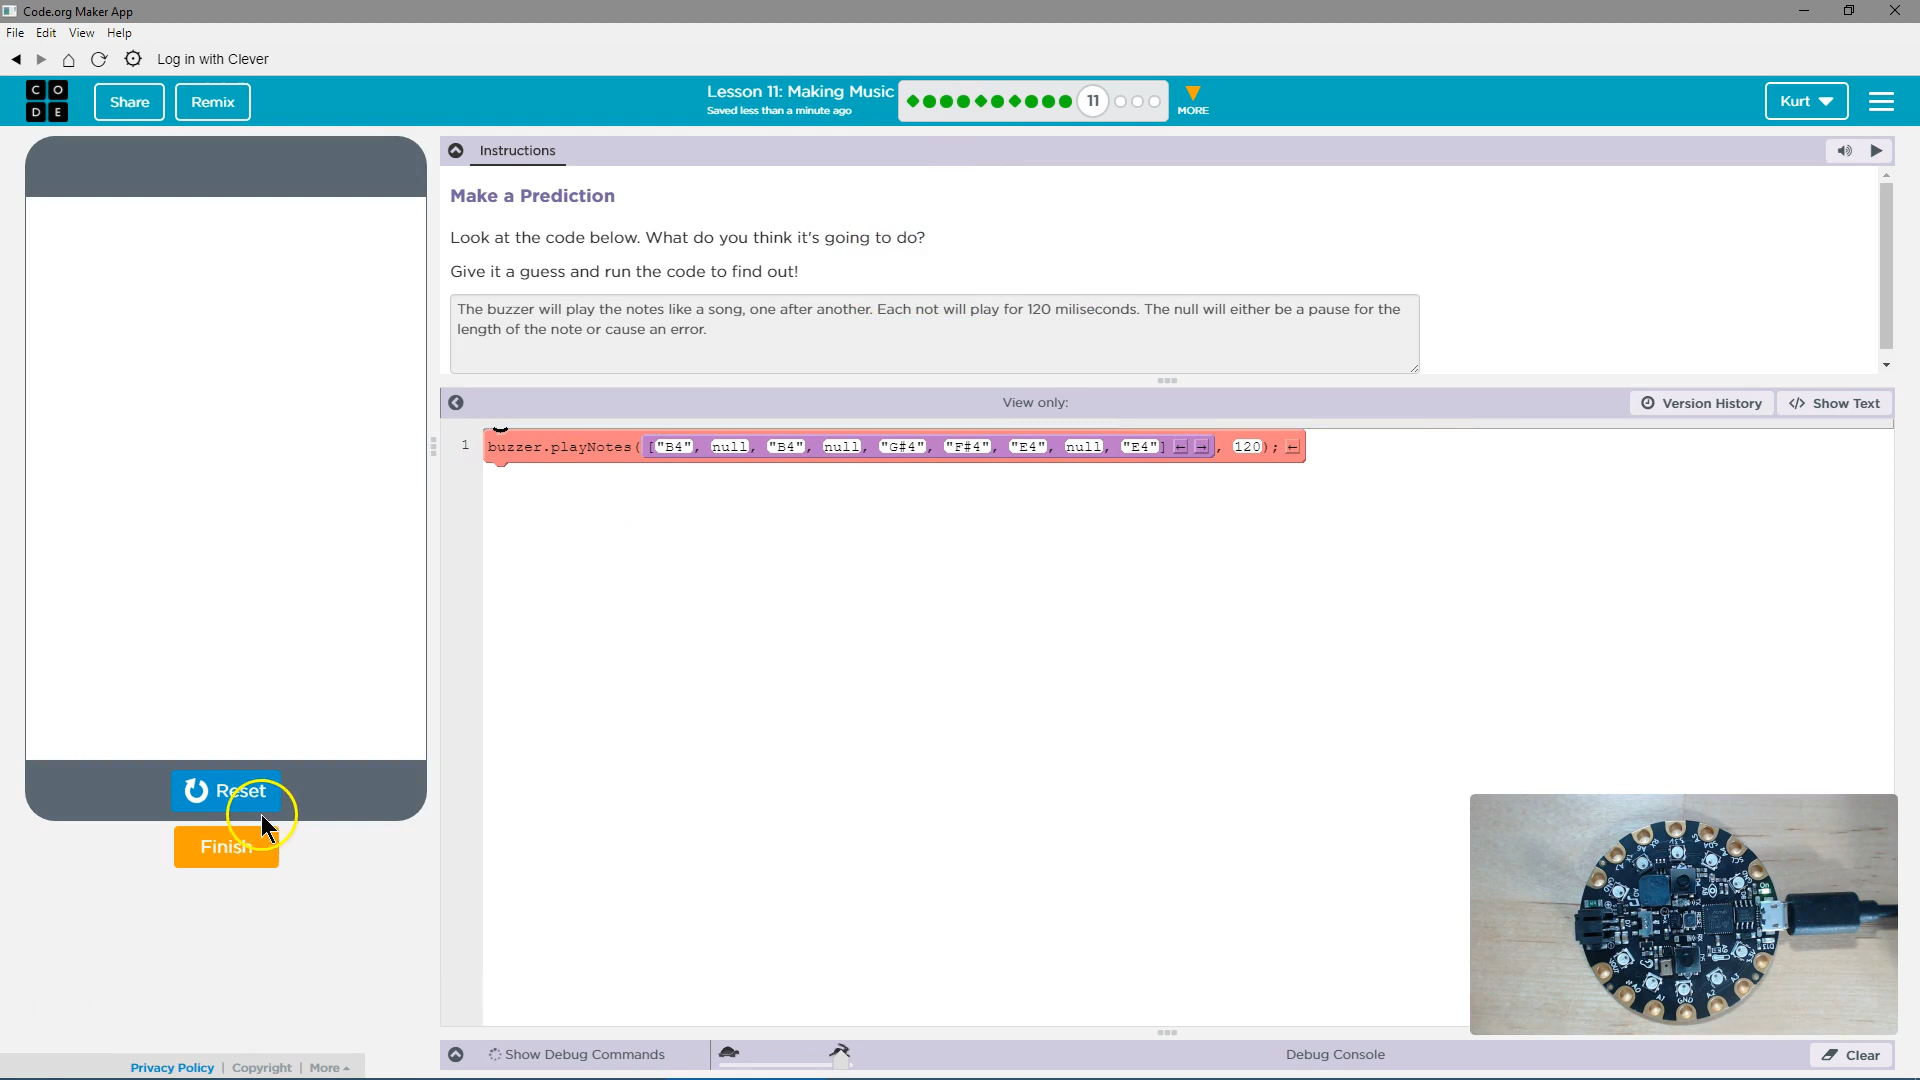 Code.org Maker App
File Edit View Help
Log in with Clever
C O
D E
Share
Remix
Lesson 11: Making Music
Saved less than a minute ago
11
MORE
Kurt
Instructions
Make a Prediction
Look at the code below. What do you think it's going to do?
Give it a guess and run the code to find out!
The buzzer will play the notes like a song, one after another. Each not will play for 120 miliseconds. The null will either be a pause for the
length of the note or cause an error.
View only:
Version History
</> Show Text
1
buzzer.playNotes(["B4", null, "B4", null, "G#4", "F#4", "E4", null, "E4"] ← →, 120); ←
Reset
Finish
Show Debug Commands
Debug Console
Clear
Privacy Policy | Copyright | More